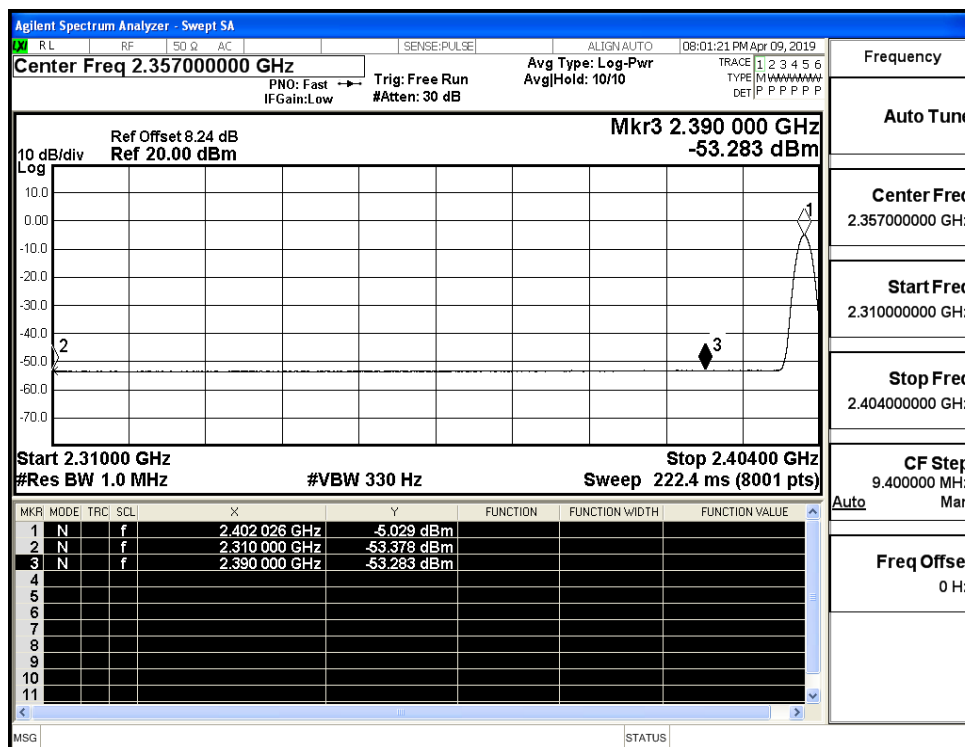 Agilent Spectrum Analyzer - Swept SA
LXI RL RF 50 Ω AC SENSE:PULSE ALIGN AUTO 08:01:21 PM Apr 09, 2019
Center Freq 2.357000000 GHz
PNO: Fast
IFGain:Low
Trig: Free Run
#Atten: 30 dB
Avg Type: Log-Pwr
Avg|Hold: 10/10
TRACE 1 2 3 4 5 6
TYPE M WWWWW
DET P P P P P P
Ref Offset 8.24 dB
Ref 20.00 dBm
Mkr3 2.390 000 GHz
-53.283 dBm
10 dB/div
Log
10.0
0.00
-10.0
-20.0
-30.0
-40.0
-50.0
-60.0
-70.0
1
2
3
Start 2.31000 GHz Stop 2.40400 GHz
#Res BW 1.0 MHz #VBW 330 Hz Sweep 222.4 ms (8001 pts)
MKR MODE TRC SCL X Y FUNCTION FUNCTION WIDTH FUNCTION VALUE
1 N f 2.402 026 GHz -5.029 dBm
2 N f 2.310 000 GHz -53.378 dBm
3 N f 2.390 000 GHz -53.283 dBm
4
5
6
7
8
9
10
11
MSG STATUS
Frequency
Auto Tune
Center Freq
2.357000000 GHz
Start Freq
2.310000000 GHz
Stop Freq
2.404000000 GHz
CF Step
9.400000 MHz
Auto Man
Freq Offset
0 Hz